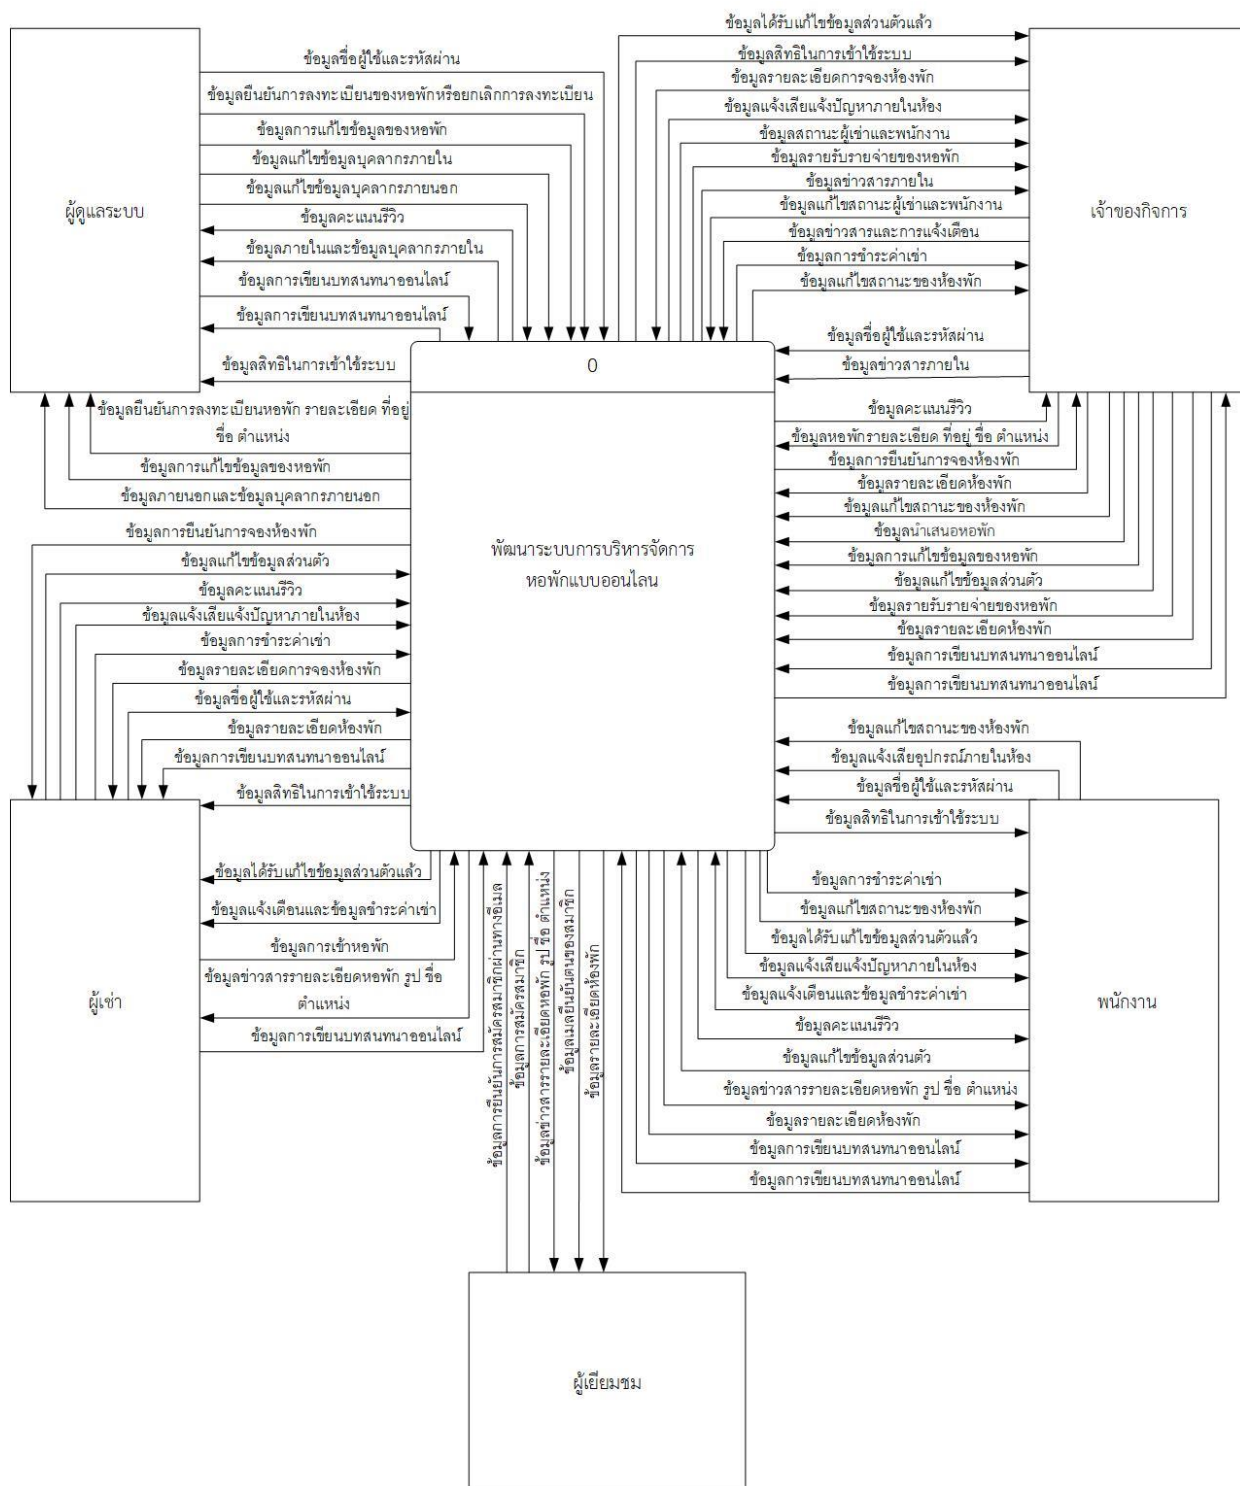 ข้อมูลชื่อผู้ใช้และรหัสผ่าน
ข้อมูลยืนยันการลงทะเบียนของหอพักหรือยกเลิกการลงทะเบียน
ข้อมูลการแก้ไขข้อมูลของหอพัก
ข้อมูลแก้ไขข้อมูลบุคลากรภายใน
ข้อมูลแก้ไขข้อมูลบุคลากรภายนอก
ผู้ดูแลระบบ
ข้อมูลคะแนนรีวิว
ข้อมูลภายในและข้อมูลบุคลากรภายใน
ข้อมูลการเขียนบทสนทนาออนไลน์
ข้อมูลการเขียนบทสนทนาออนไลน์
ข้อมูลสิทธิในการเข้าใช้ระบบ
ข้อมูลยืนยันการลงทะเบียนหอพัก รายละเอียด ที่อยู่
ชื่อ ตำแหน่ง
ข้อมูลการแก้ไขข้อมูลของหอพัก
ข้อมูลภายนอกและข้อมูลบุคลากรภายนอก
ข้อมูลได้รับแก้ไขข้อมูลส่วนตัวแล้ว
ข้อมูลสิทธิในการเข้าใช้ระบบ
ข้อมูลรายละเอียดการจองห้องพัก
ข้อมูลแจ้งเสียแจ้งปัญหาภายในห้อง
ข้อมูลสถานะผู้เช่าและพนักงาน
ข้อมูลรายรับรายจ่ายของหอพัก
ข้อมูลข่าวสารภายใน
ข้อมูลแก้ไขสถานะผู้เช่าและพนักงาน
เจ้าของกิจการ
ข้อมูลข่าวสารและการแจ้งเตือน
ข้อมูลการชำระค่าเช่า
ข้อมูลแก้ไขสถานะของห้องพัก
ข้อมูลชื่อผู้ใช้และรหัสผ่าน
ข้อมูลข่าวสารภายใน
0
พัฒนาระบบการบริหารจัดการ
หอพักแบบออนไลน
ข้อมูลคะแนนรีวิว
ข้อมูลหอพักรายละเอียด ที่อยู่ ชื่อ ตำแหน่ง
ข้อมูลการยืนยันการจองห้องพัก
ข้อมูลรายละเอียดห้องพัก
ข้อมูลแก้ไขสถานะของห้องพัก
ข้อมูลนำเสนอหอพัก
ข้อมูลการแก้ไขข้อมูลของหอพัก
ข้อมูลแก้ไขข้อมูลส่วนตัว
ข้อมูลรายรับรายจ่ายของหอพัก
ข้อมูลรายละเอียดห้องพัก
ข้อมูลการเขียนบทสนทนาออนไลน์
ข้อมูลการเขียนบทสนทนาออนไลน์
ข้อมูลการยืนยันการจองห้องพัก
ข้อมูลแก้ไขข้อมูลส่วนตัว
ข้อมูลคะแนนรีวิว
ข้อมูลแจ้งเสียแจ้งปัญหาภายในห้อง
ข้อมูลการชำระค่าเช่า
ข้อมูลรายละเอียดการจองห้องพัก
ข้อมูลชื่อผู้ใช้และรหัสผ่าน
ข้อมูลรายละเอียดห้องพัก
ข้อมูลการเขียนบทสนทนาออนไลน์
ข้อมูลสิทธิในการเข้าใช้ระบบ
ข้อมูลได้รับแก้ไขข้อมูลส่วนตัวแล้ว
ข้อมูลแจ้งเตือนและข้อมูลชำระค่าเช่า
ข้อมูลการเข้าหอพัก
ข้อมูลข่าวสารรายละเอียดหอพัก รูป ชื่อ
ตำแหน่ง
ผู้เช่า
ข้อมูลการเขียนบทสนทนาออนไลน์
ข้อมูลการยืนยันการสมัครสมาชิกผ่านทางอีเมล
ข้อมูลการสมัครสมาชิก
ข้อมูลข่าวสารรายละเอียดหอพัก รูป ชื่อ ตำแหน่ง
ข้อมูลเมลยืนยันตนของสมาชิก
ข้อมูลรายละเอียดห้องพัก
ข้อมูลแก้ไขสถานะของห้องพัก
ข้อมูลแจ้งเสียอุปกรณ์ภายในห้อง
ข้อมูลชื่อผู้ใช้และรหัสผ่าน
ข้อมูลสิทธิในการเข้าใช้ระบบ
ข้อมูลการชำระค่าเช่า
ข้อมูลแก้ไขสถานะของห้องพัก
ข้อมูลได้รับแก้ไขข้อมูลส่วนตัวแล้ว
ข้อมูลแจ้งเสียแจ้งปัญหาภายในห้อง
ข้อมูลแจ้งเตือนและข้อมูลชำระค่าเช่า
พนักงาน
ข้อมูลคะแนนรีวิว
ข้อมูลแก้ไขข้อมูลส่วนตัว
ข้อมูลข่าวสารรายละเอียดหอพัก รูป ชื่อ ตำแหน่ง
ข้อมูลรายละเอียดห้องพัก
ข้อมูลการเขียนบทสนทนาออนไลน์
ข้อมูลการเขียนบทสนทนาออนไลน์
ผู้เยี่ยมชม